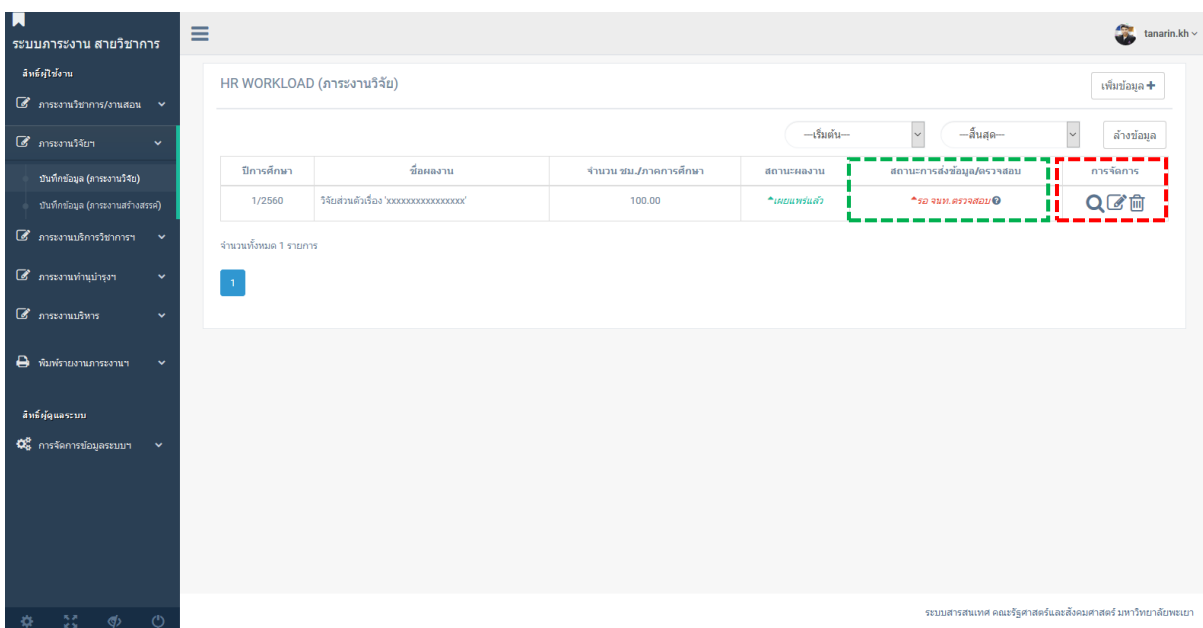 ระบบภาระงาน สายวิชาการ
tanarin.kh
สิทธิ์ผู้ใช้งาน
ภาระงานวิชาการ/งานสอน
ภาระงานวิจัยฯ
บันทึกข้อมูล (ภาระงานวิจัย)
บันทึกข้อมูล (ภาระงานสร้างสรรค์)
ภาระงานบริการวิชาการฯ
ภาระงานทำนุบำรุงฯ
ภาระงานบริหาร
พิมพ์รายงานภาระงานฯ
สิทธิ์ผู้ดูแลระบบ
การจัดการข้อมูลระบบฯ
HR WORKLOAD (ภาระงานวิจัย)
เพิ่มข้อมูล +
---เริ่มต้น--- ---สิ้นสุด--- ล้างข้อมูล
ปีการศึกษา ชื่อผลงาน จำนวน ชม./ภาคการศึกษา สถานะผลงาน สถานะการส่งข้อมูล/ตรวจสอบ การจัดการ
1/2560 วิจัยส่วนตัวเรื่อง 'xxxxxxxxxxxxxxxxx' 100.00 *เผยแพร่แล้ว *รอ จนท.ตรวจสอบ
จำนวนทั้งหมด 1 รายการ
1
ระบบสารสนเทศ คณะรัฐศาสตร์และสังคมศาสตร์ มหาวิทยาลัยพะเยา